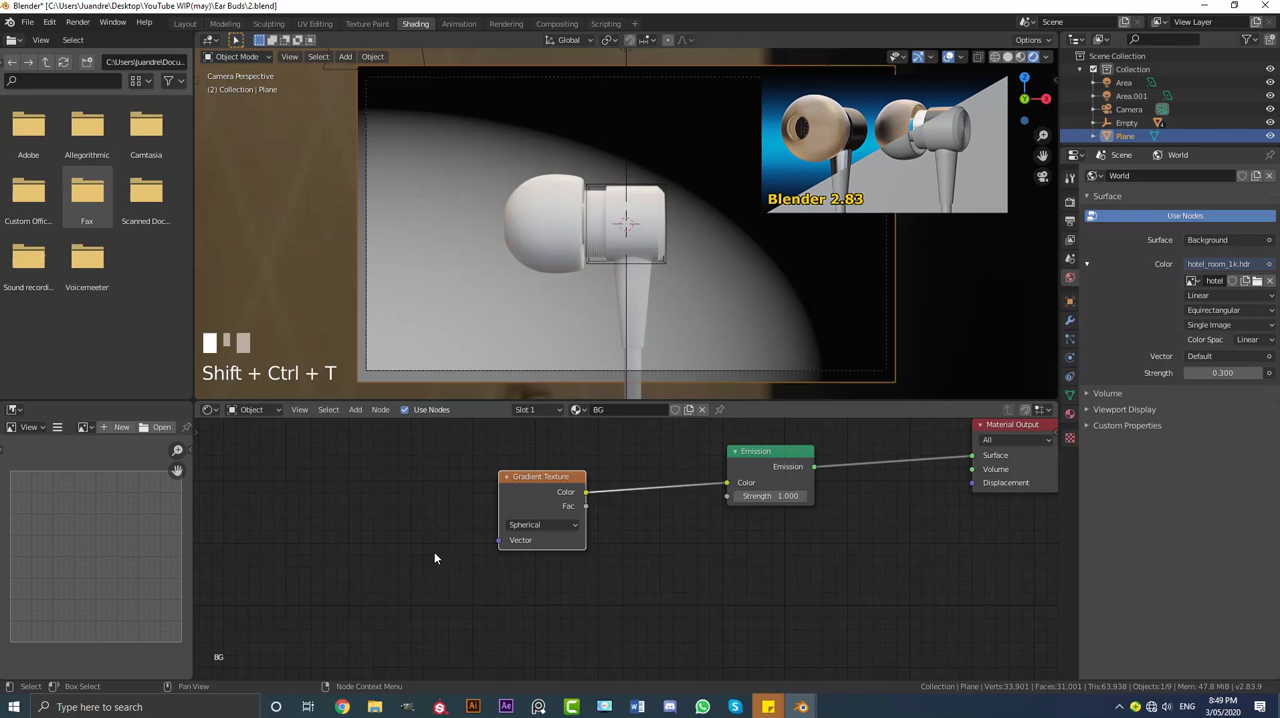 Blender* [C:\Users\Juandre\Desktop\YouTube WIP(may)\Ear Buds\2.blend]
File Edit Render Window Help Layout Modeling Sculpting UV Editing Texture Paint Shading Animation Rendering Compositing Scripting Scene View Layer
View Select C:\Users\Juandre\Docu... Global Options
Object Mode View Select Add Object
Camera Perspective
(2) Collection | Plane
Scene Collection
Collection
Area
Area.001
Camera
Empty
Plane
Adobe Allegorithmic Camtasia
Custom Offic... Fax Scanned Doc...
Sound recordi... Voicemeeter
Blender 2.83
Scene World
World
Surface
Use Nodes
Surface Background
Color hotel_room_1k.hdr
hotel
Linear
Equirectangular
Single Image
Color Spac Linear
Vector Default
Strength 0.300
Volume
Viewport Display
Custom Properties
Shift + Ctrl + T
Object View Select Add Node Use Nodes Slot 1 BG
View New Open
Gradient Texture
Color
Fac
Spherical
Vector
Emission
Emission
Color
Strength 1.000
Material Output
All
Surface
Volume
Displacement
BG
Select Box Select Pan View Node Context Menu Collection | Plane | Verts:33,901 | Faces:31,001 | Tris:63,938 | Objects:1/9 | Mem: 47.8 MiB | v2.83.9
Type here to search ENG 8:49 PM
3/05/2020